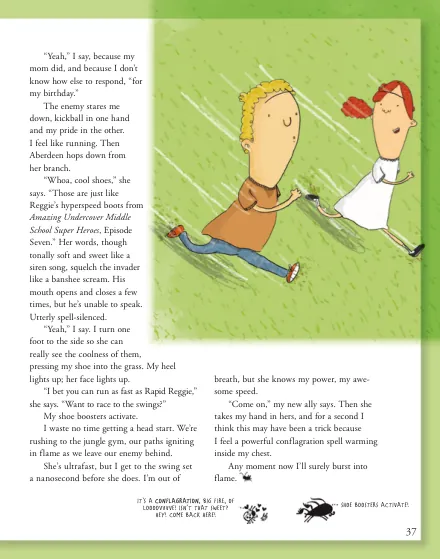 “Yeah,” I say, because my
mom did, and because I don’t
know how else to respond, “for
my birthday.”
The enemy stares me
down, kickball in one hand
and my pride in the other.
I feel like running. Then
Aberdeen hops down from
her branch.
“Whoa, cool shoes,” she
says. “Those are just like
Reggie’s hyperspeed boots from
Amazing Undercover Middle
School Super Heroes, Episode
Seven.” Her words, though
tonally soft and sweet like a
siren song, squelch the invader
like a banshee scream. His
mouth opens and closes a few
times, but he’s unable to speak.
Utterly spell-silenced.
“Yeah,” I say. I turn one
foot to the side so she can
really see the coolness of them,
pressing my shoe into the grass. My heel
lights up; her face lights up.
“I bet you can run as fast as Rapid Reggie,”
she says. “Want to race to the swings?”
My shoe boosters activate.
I waste no time getting a head start. We’re
rushing to the jungle gym, our paths igniting
in flame as we leave our enemy behind.
She’s ultrafast, but I get to the swing set
a nanosecond before she does. I’m out of
breath, but she knows my power, my awe-
some speed.
“Come on,” my new ally says. Then she
takes my hand in hers, and for a second I
think this may have been a trick because
I feel a powerful conflagration spell warming
inside my chest.
Any moment now I’ll surely burst into
flame.
IT’S A CONFLAGRATION, BIG FIRE, OF
LOOOOVVVVE! ISN’T THAT SWEET?
HEY! COME BACK HERE!
SHOE BOOSTERS ACTIVATE!
37